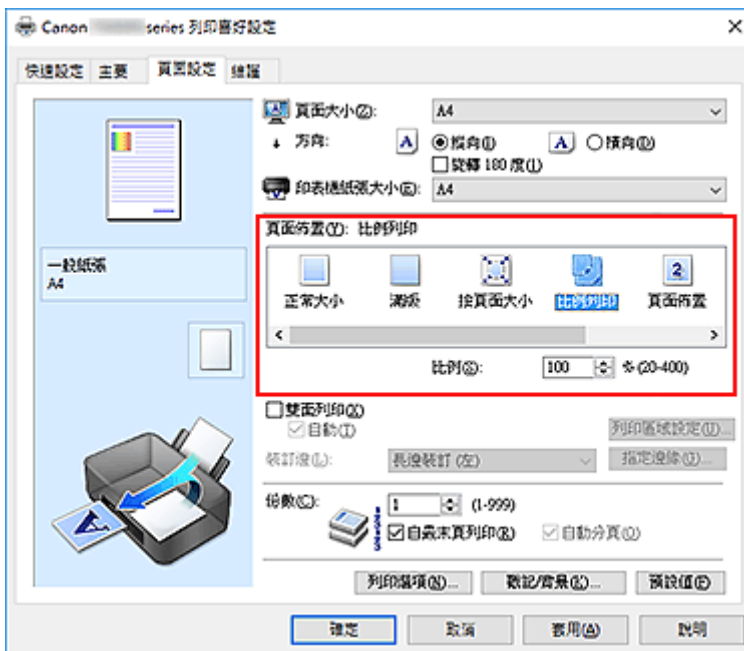 Canon series 列印喜好設定
快速設定 主要 頁面設定 維護
頁面大小(Z): A4
方向: A 縱向(I) A 橫向(D)
旋轉 180 度(J)
印表機紙張大小(E): A4
頁面佈置(Y): 比例列印
一般紙張
A4
正常大小 滿版 按頁面大小 比例列印 頁面佈置
比例(S): 100 % (20-400)
雙面列印(X)
自動(T) 列印區域設定(U)...
裝訂邊(L): 長邊裝訂 (左) 指定邊緣(G)...
份數(C): 1 (1-999)
自最末頁列印(R) 自動分頁(O)
列印選項(N)... 戳記/背景(K)... 預設值(F)
確定 取消 套用(A) 說明